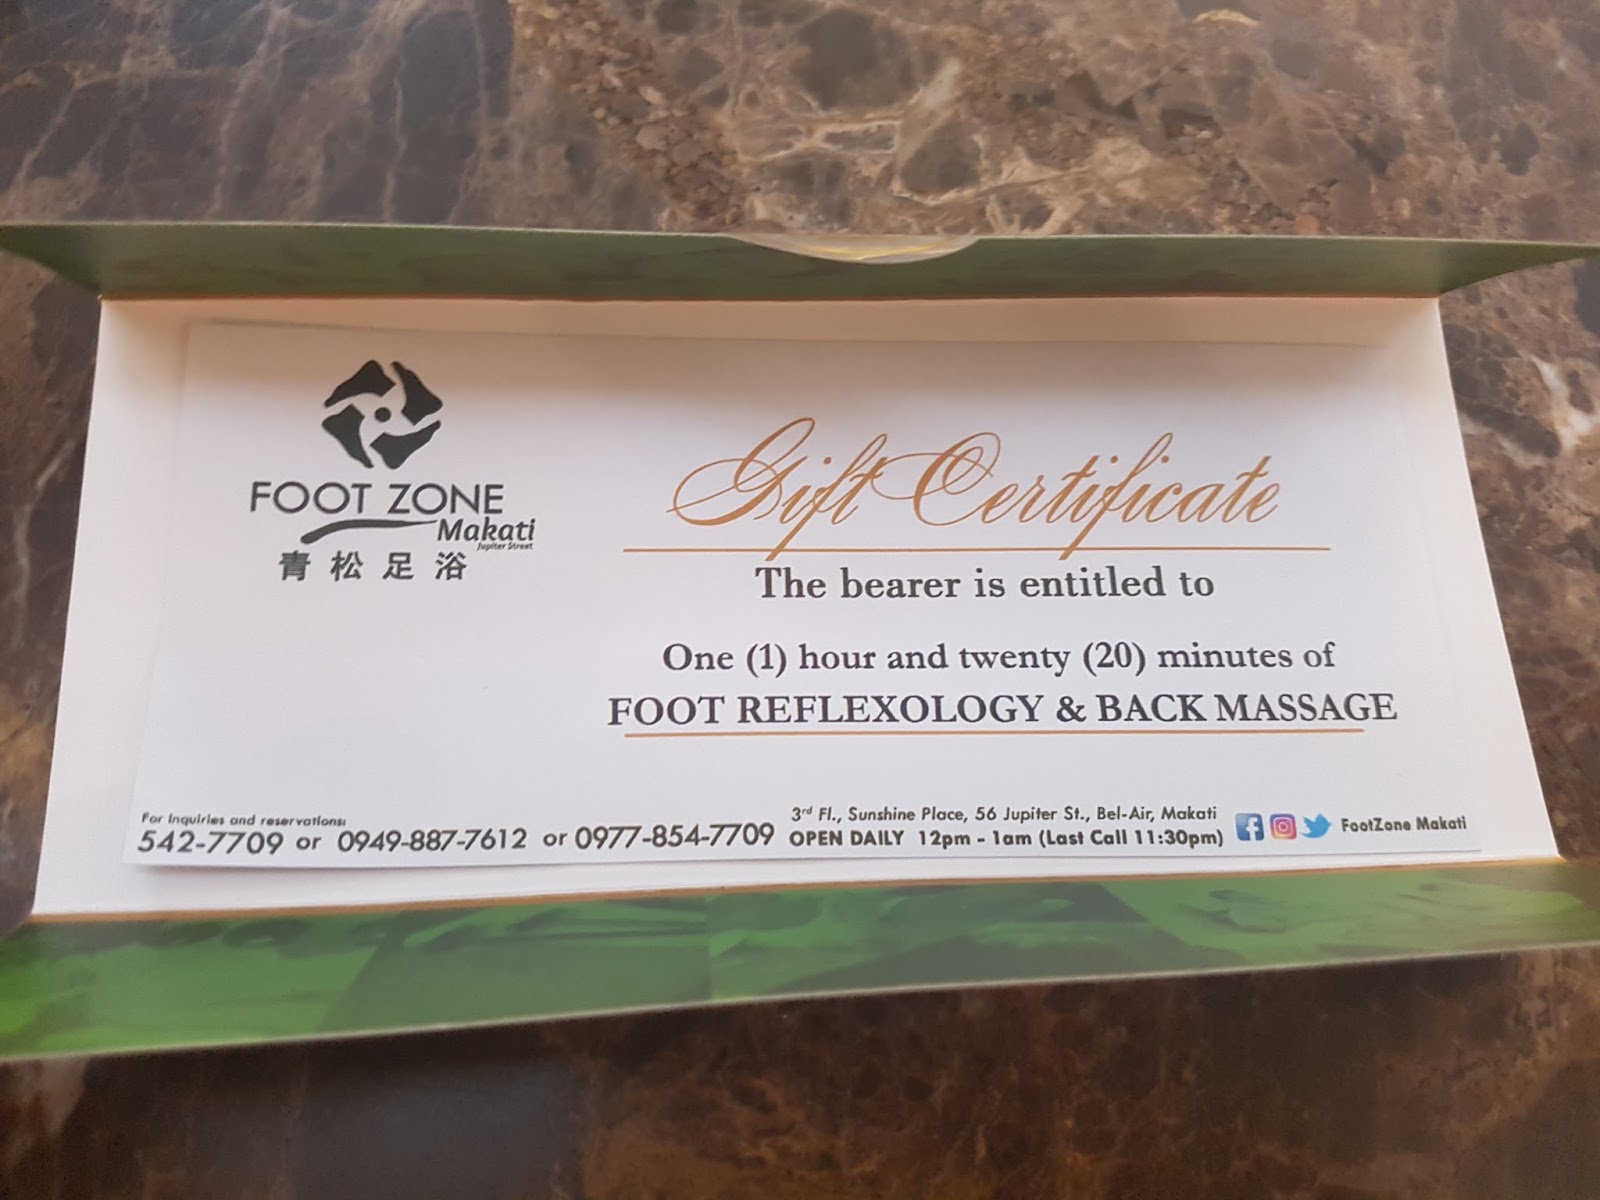 FOOT ZONE
Makati
Jupiter Street
青松足浴
Gift Certificate
The bearer is entitled to
One (1) hour and twenty (20) minutes of
FOOT REFLEXOLOGY & BACK MASSAGE
For Inquiries and reservations:
542-7709 or 0949-887-7612 or 0977-854-7709
3rd Fl., Sunshine Place, 56 Jupiter St., Bel-Air, Makati
OPEN DAILY 12pm - 1am (Last Call 11:30pm)
FootZone Makati